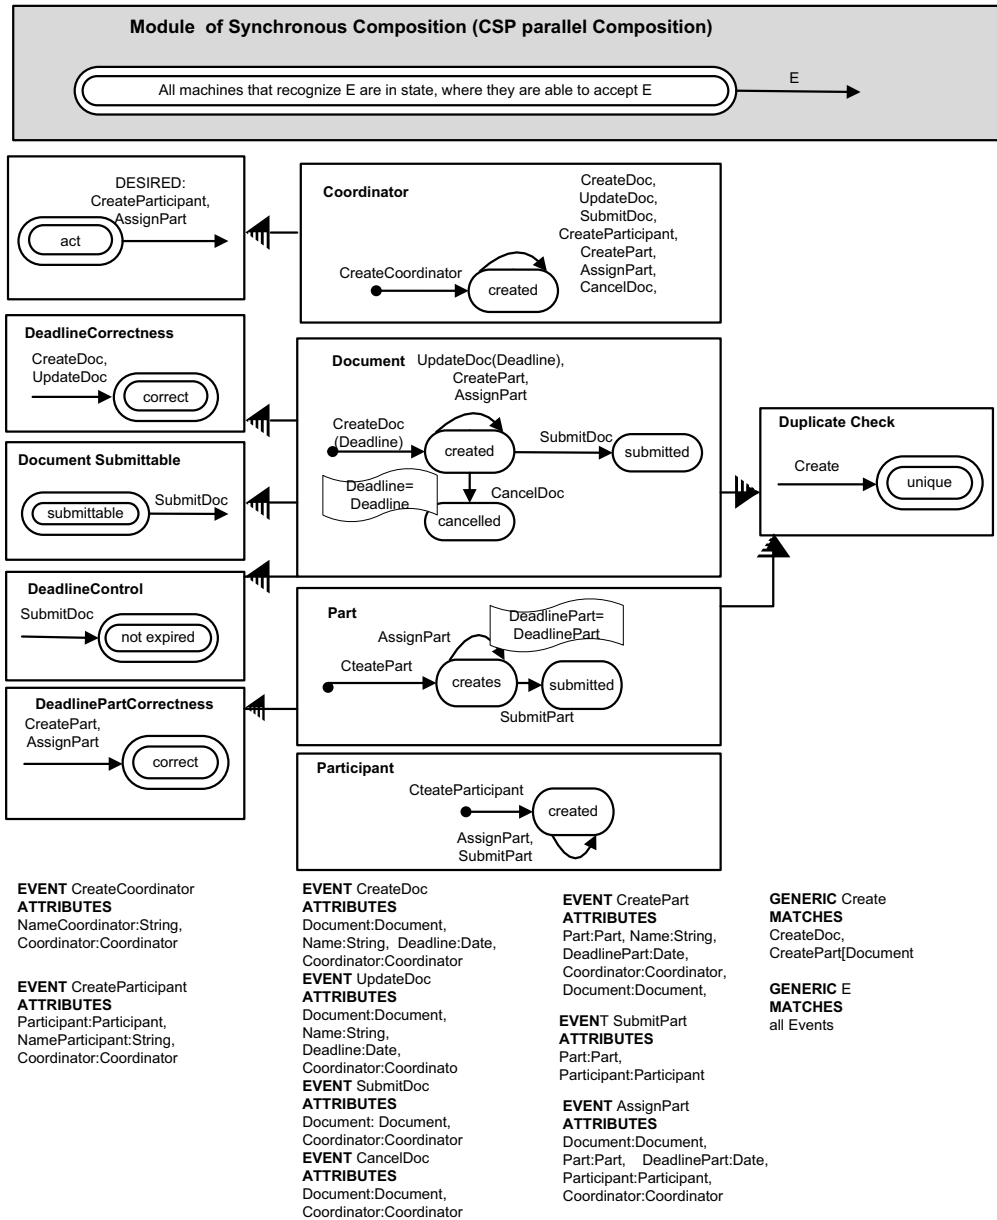 Module of Synchronous Composition (CSP parallel Composition)
All machines that recognize E are in state, where they are able to accept E
E
DESIRED:
CreateParticipant,
AssignPart
act
Coordinator
CreateDoc,
UpdateDoc,
SubmitDoc,
CreateParticipant,
CreatePart,
AssignPart,
CancelDoc,
CreateCoordinator
created
DeadlineCorrectness
CreateDoc,
UpdateDoc
correct
Document
UpdateDoc(Deadline),
CreatePart,
AssignPart
CreateDoc
(Deadline)
created
SubmitDoc
submitted
Deadline=
Deadline
CancelDoc
cancelled
Duplicate Check
Create
unique
Document Submittable
submittable
SubmitDoc
DeadlineControl
SubmitDoc
not expired
Part
AssignPart
DeadlinePart=
DeadlinePart
CteatePart
creates
submitted
SubmitPart
DeadlinePartCorrectness
CreatePart,
AssignPart
correct
Participant
CteateParticipant
created
AssignPart,
SubmitPart
EVENT CreateCoordinator
ATTRIBUTES
NameCoordinator:String,
Coordinator:Coordinator
EVENT CreateParticipant
ATTRIBUTES
Participant:Participant,
NameParticipant:String,
Coordinator:Coordinator
EVENT CreateDoc
ATTRIBUTES
Document:Document,
Name:String, Deadline:Date,
Coordinator:Coordinator
EVENT UpdateDoc
ATTRIBUTES
Document:Document,
Name:String,
Deadline:Date,
Coordinator:Coordinato
EVENT SubmitDoc
ATTRIBUTES
Document: Document,
Coordinator:Coordinator
EVENT CancelDoc
ATTRIBUTES
Document:Document,
Coordinator:Coordinator
EVENT CreatePart
ATTRIBUTES
Part:Part, Name:String,
DeadlinePart:Date,
Coordinator:Coordinator,
Document:Document,
EVENT SubmitPart
ATTRIBUTES
Part:Part,
Participant:Participant
EVENT AssignPart
ATTRIBUTES
Document:Document,
Part:Part, DeadlinePart:Date,
Participant:Participant,
Coordinator:Coordinator
GENERIC Create
MATCHES
CreateDoc,
CreatePart[Document
GENERIC E
MATCHES
all Events